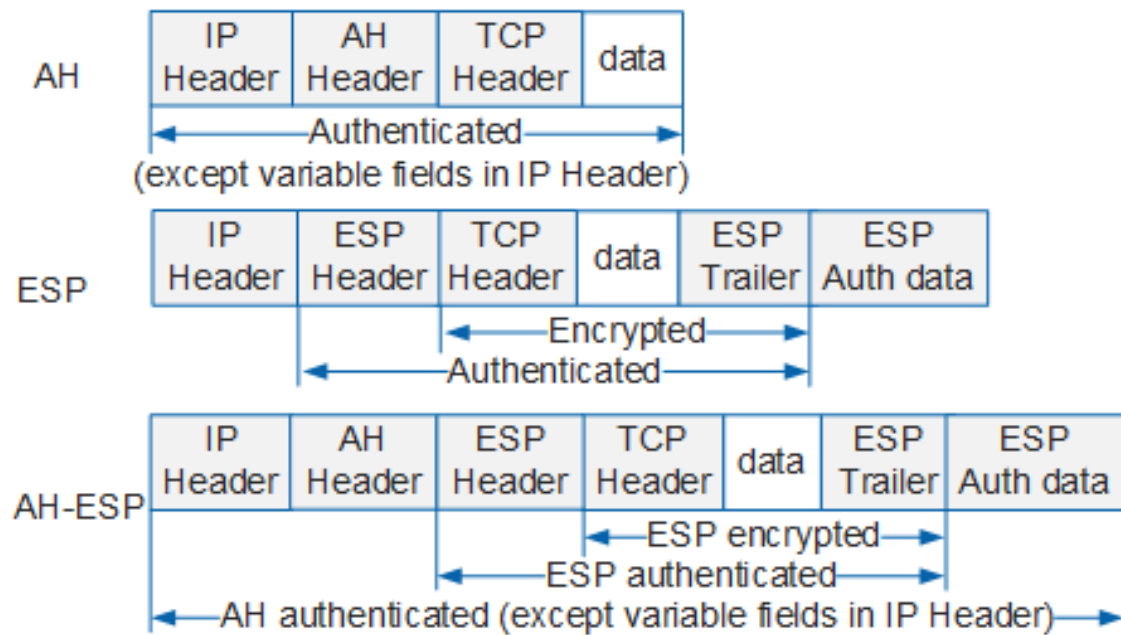 AH
IP Header
AH Header
TCP Header
data
Authenticated
(except variable fields in IP Header)
ESP
IP Header
ESP Header
TCP Header
data
ESP Trailer
ESP Auth data
Encrypted
Authenticated
AH-ESP
IP Header
AH Header
ESP Header
TCP Header
data
ESP Trailer
ESP Auth data
ESP encrypted
ESP authenticated
AH authenticated (except variable fields in IP Header)